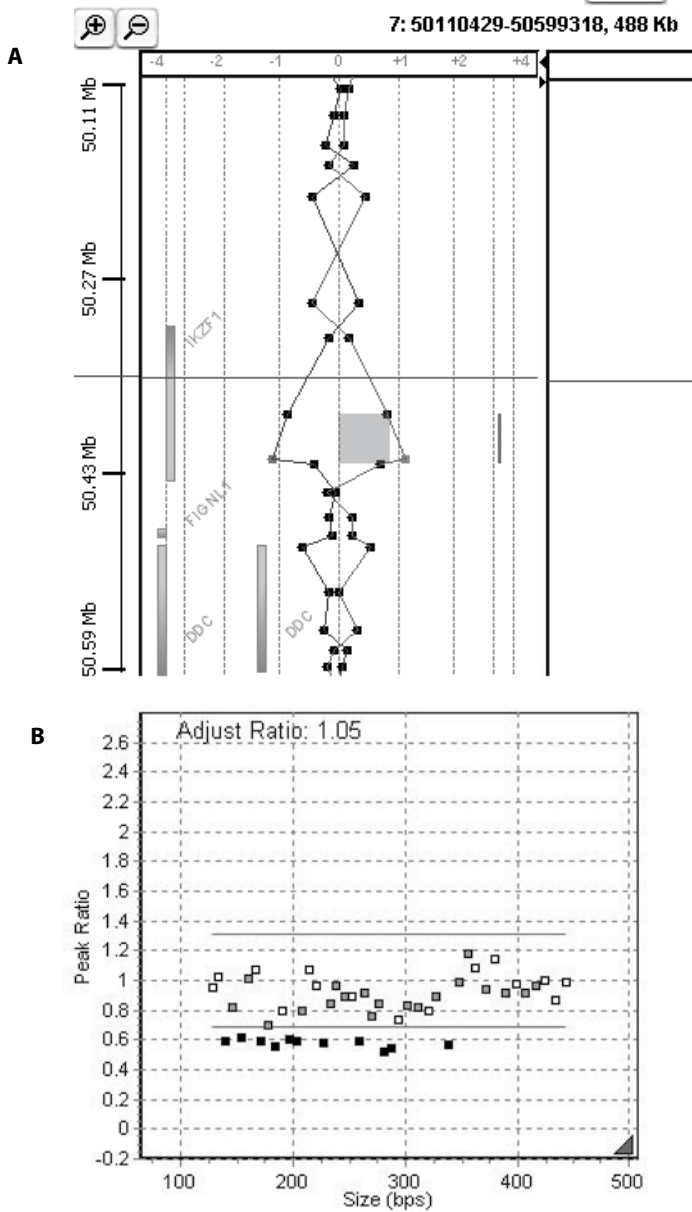 7: 50110429-50599318, 488 Kb
A
-4 -2 -1 0 +1 +2 +4
50.11 Mb
50.27 Mb
IKZF1
50.43 Mb
FIGNL1
50.59 Mb
DDC
DDC
B
Adjust Ratio: 1.05
2.6
2.4
2.2
2
1.8
1.6
1.4
1.2
1
0.8
0.6
0.4
0.2
0
-0.2
Peak Ratio
100 200 300 400 500
Size (bps)